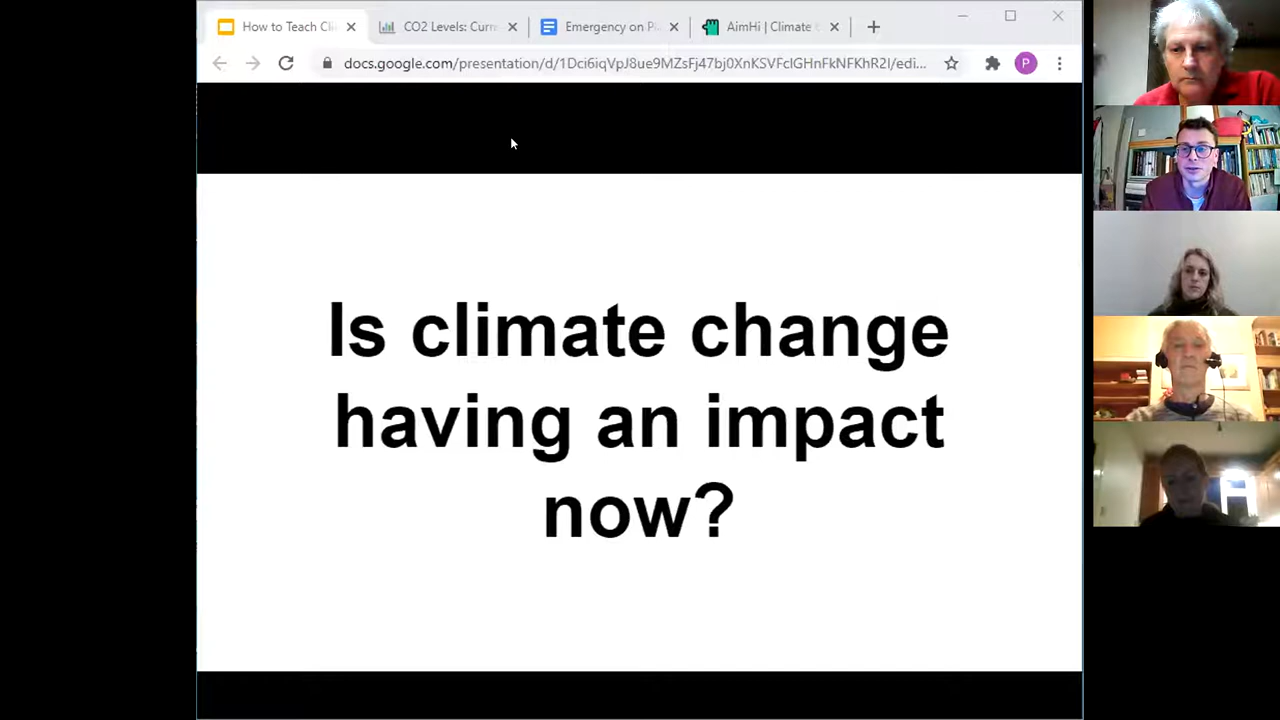 How to Teach Cli
CO2 Levels: Curr
Emergency on Pl
AimHi | Climate
docs.google.com/presentation/d/1Dci6iqVpJ8ue9MZsFj47bj0XnKSVFclGHnFkNFKhR2I/edi...
P
Is climate change
having an impact
now?